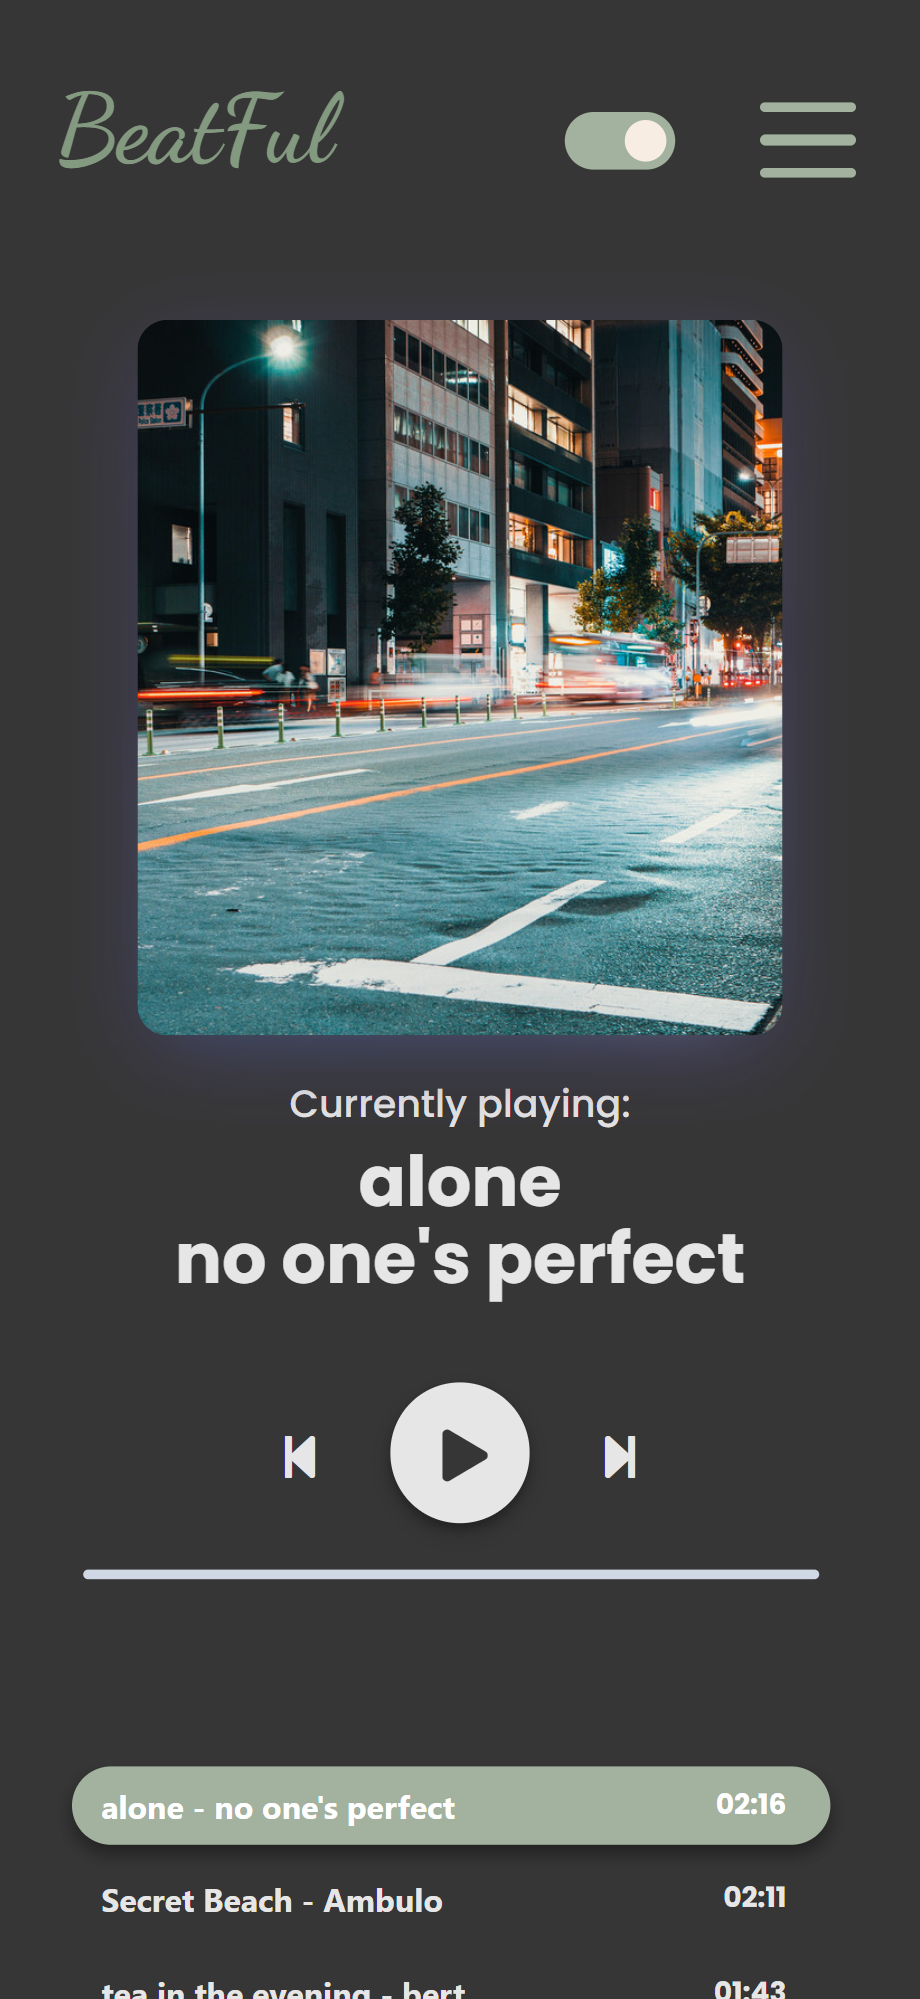 BeatFul
Currently playing:
alone
no one's perfect
alone - no one's perfect 02:16
Secret Beach - Ambulo 02:11
tea in the evening - bert 01:43